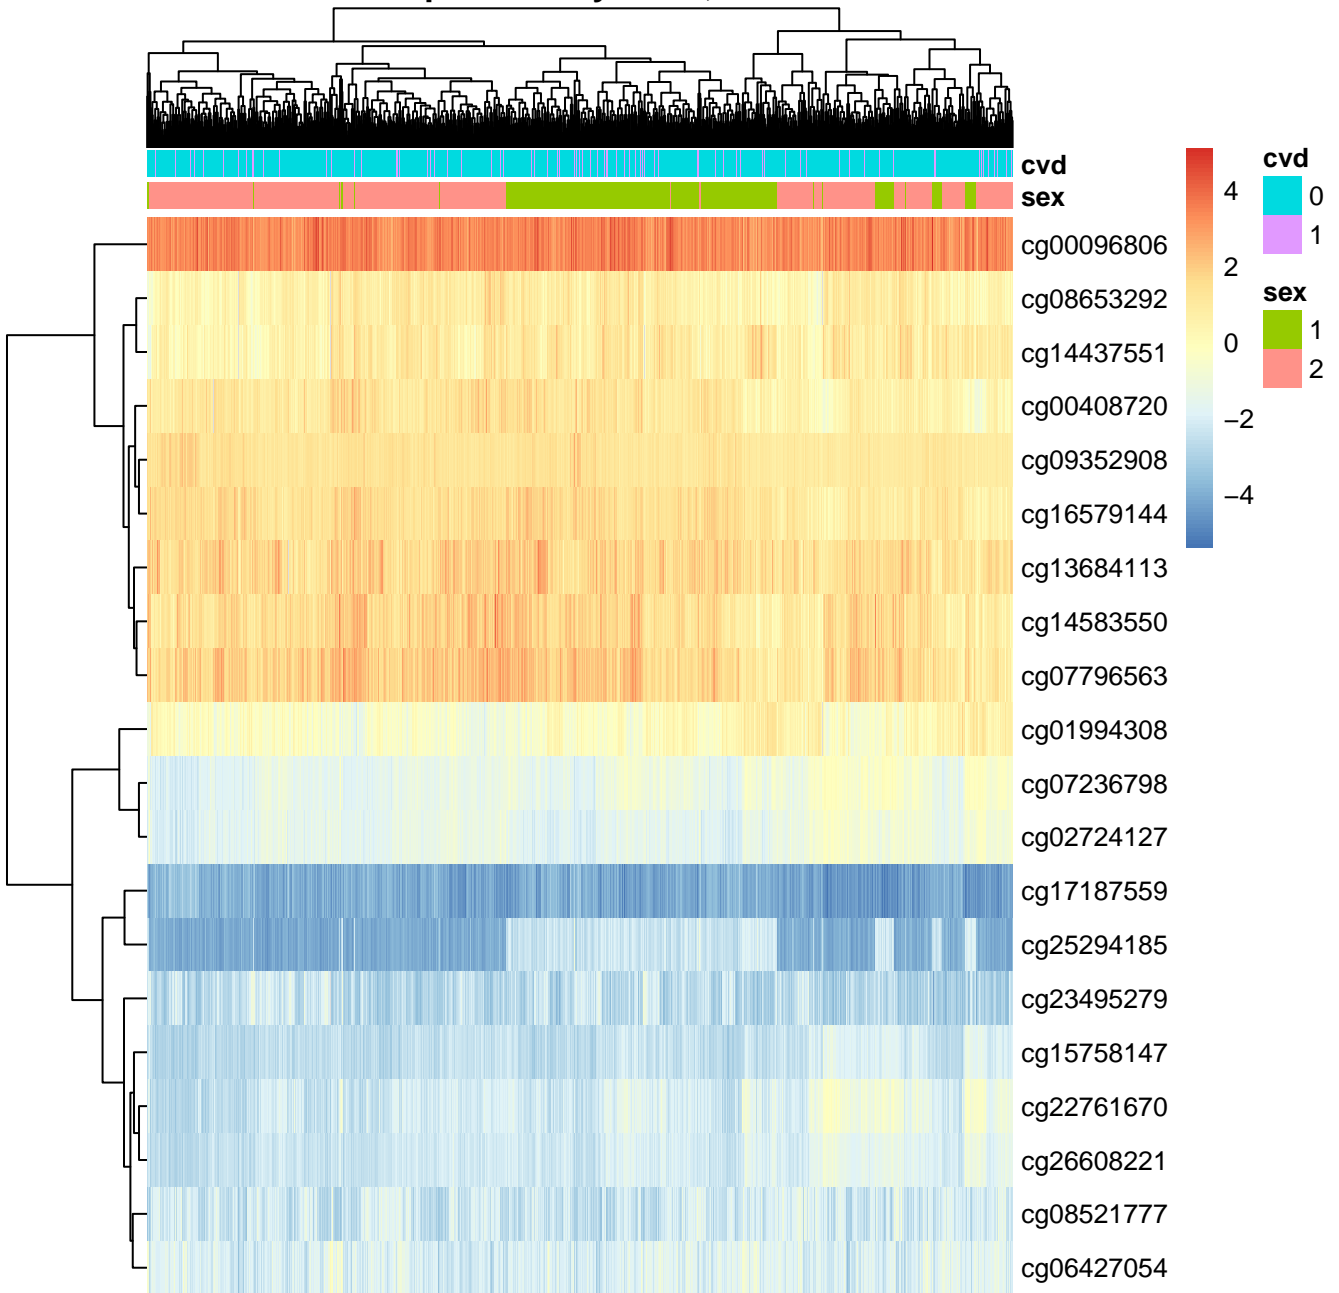 cvd
sex
cg00096806
cg08653292
cg14437551
cg00408720
cg09352908
cg16579144
cg13684113
cg14583550
cg07796563
cg01994308
cg07236798
cg02724127
cg17187559
cg25294185
cg23495279
cg15758147
cg22761670
cg26608221
cg08521777
cg06427054
4
2
0
−2
−4
cvd
0
1
sex
1
2